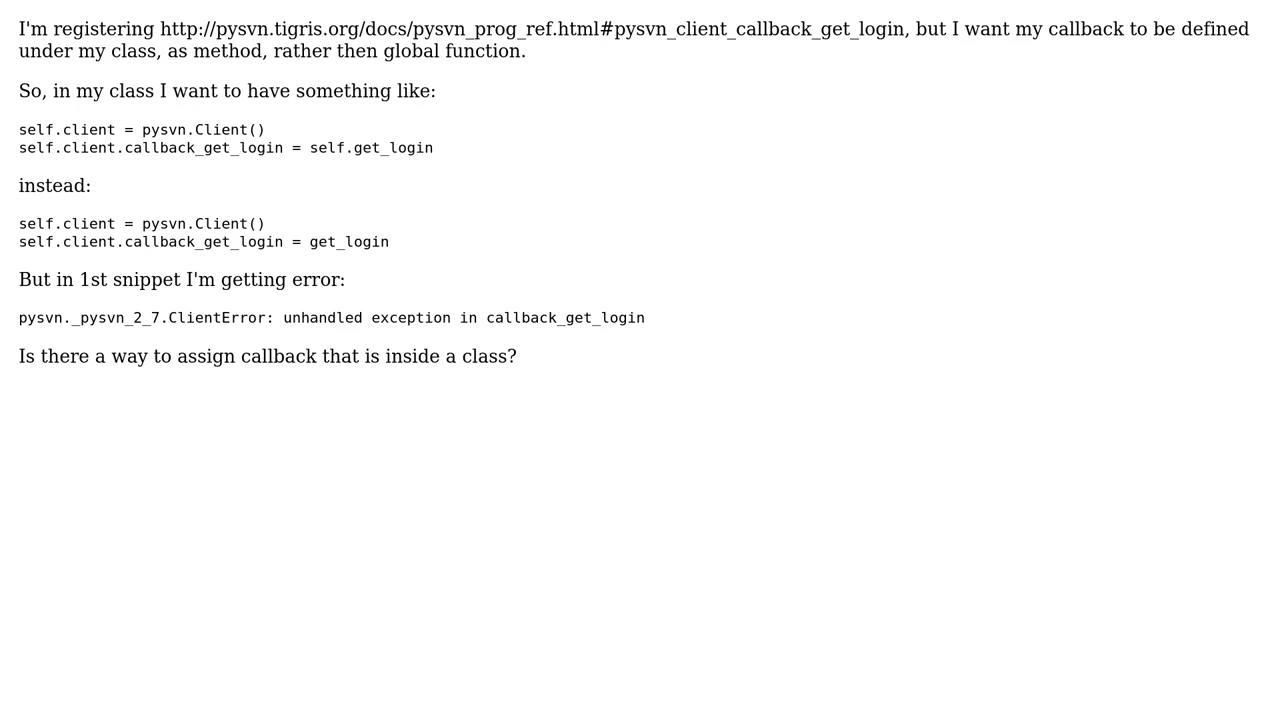 I'm registering http://pysvn.tigris.org/docs/pysvn_prog_ref.html#pysvn_client_callback_get_login, but I want my callback to be defined
under my class, as method, rather then global function.
So, in my class I want to have something like:
self.client = pysvn.Client()
self.client.callback_get_login = self.get_login
instead:
self.client = pysvn.Client()
self.client.callback_get_login = get_login
But in 1st snippet I'm getting error:
pysvn._pysvn_2_7.ClientError: unhandled exception in callback_get_login
Is there a way to assign callback that is inside a class?